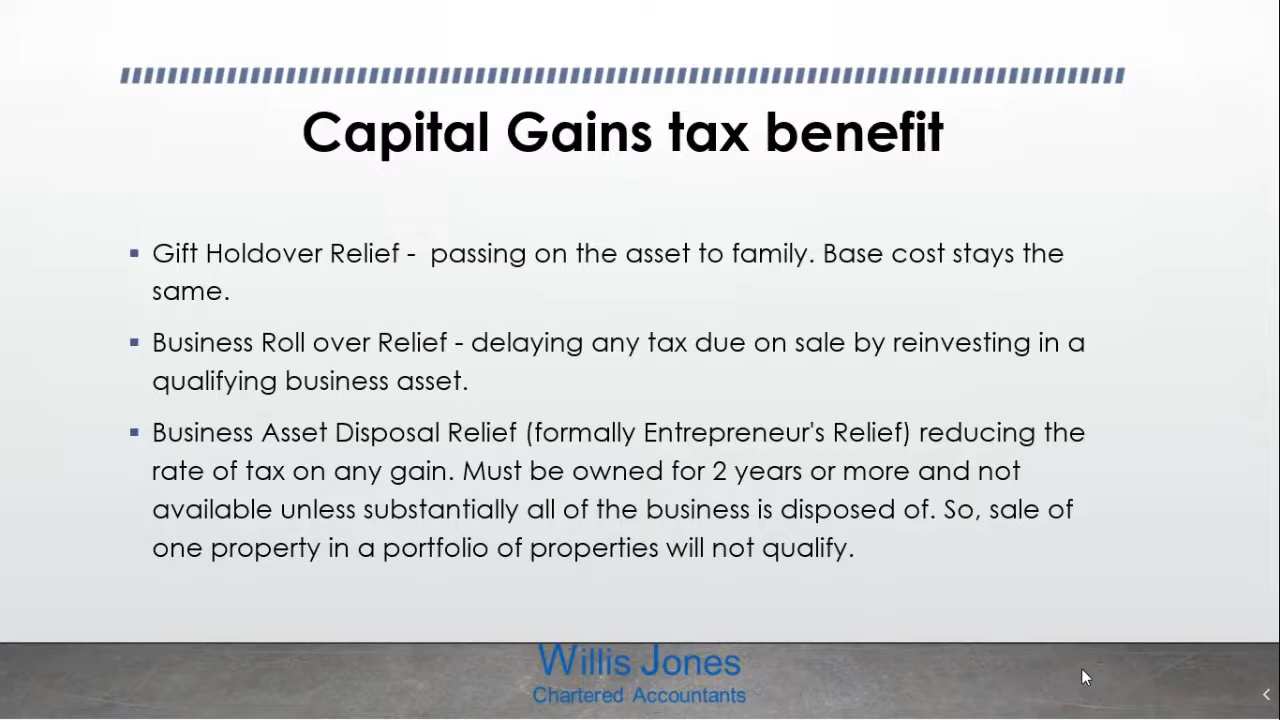 Capital Gains tax benefit
▪ Gift Holdover Relief -  passing on the asset to family. Base cost stays the
same.
▪ Business Roll over Relief - delaying any tax due on sale by reinvesting in a
qualifying business asset.
▪ Business Asset Disposal Relief (formally Entrepreneur's Relief) reducing the
rate of tax on any gain. Must be owned for 2 years or more and not
available unless substantially all of the business is disposed of. So, sale of
one property in a portfolio of properties will not qualify.
Willis Jones
Chartered Accountants